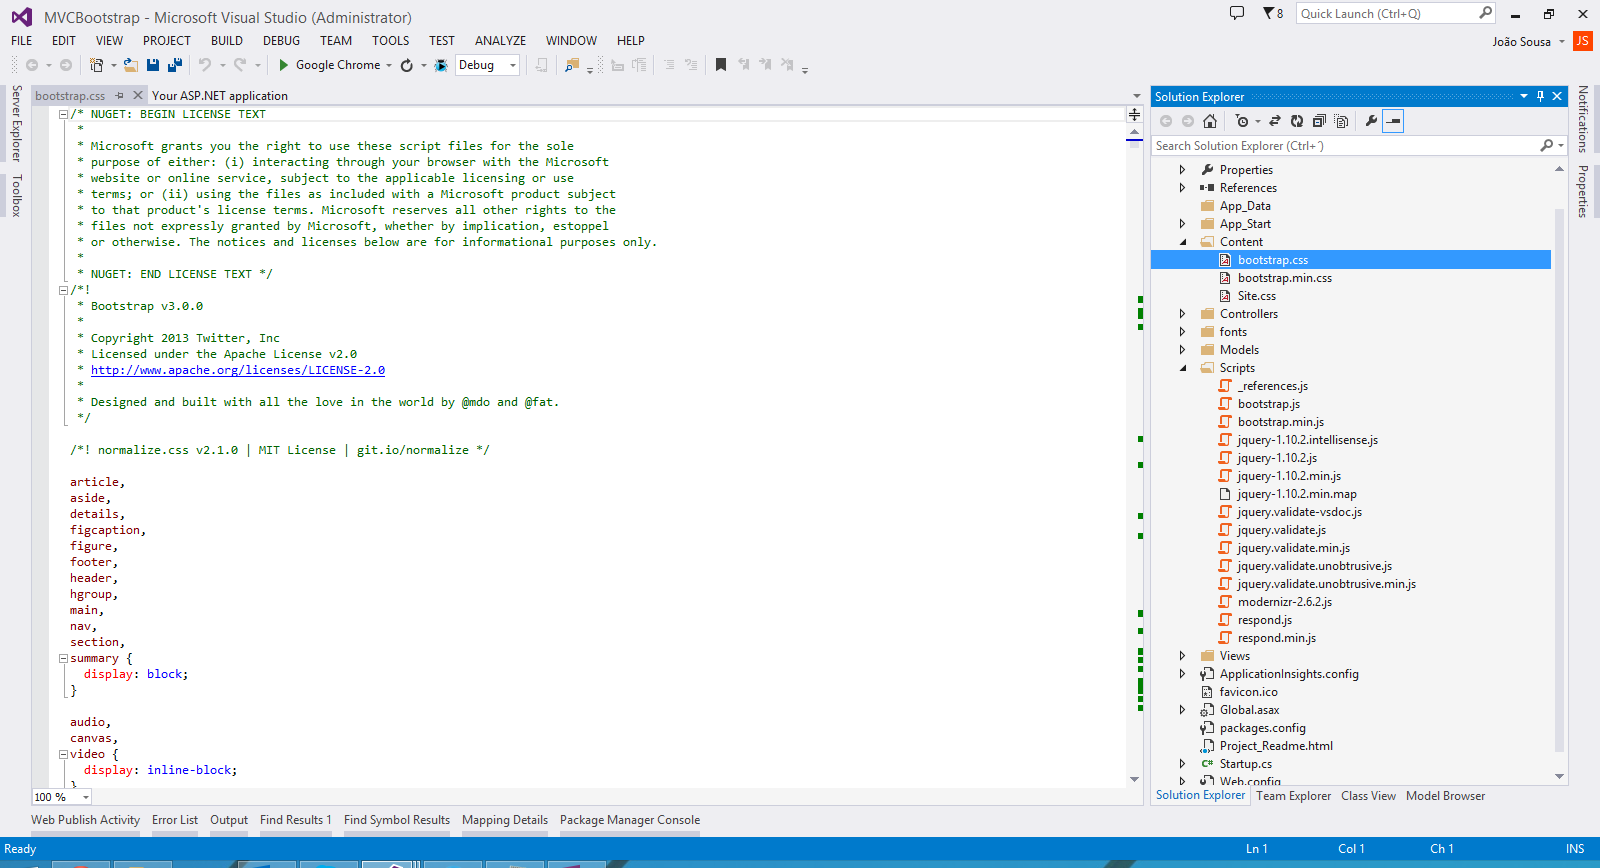 MVCBootstrap - Microsoft Visual Studio (Administrator)
8
Quick Launch (Ctrl+Q)
FILE EDIT VIEW PROJECT BUILD DEBUG TEAM TOOLS TEST ANALYZE WINDOW HELP
João Sousa
JS
Google Chrome
Debug
Server Explorer
Toolbox
bootstrap.css
Your ASP.NET application
/* NUGET: BEGIN LICENSE TEXT
*
* Microsoft grants you the right to use these script files for the sole
* purpose of either: (i) interacting through your browser with the Microsoft
* website or online service, subject to the applicable licensing or use
* terms; or (ii) using the files as included with a Microsoft product subject
* to that product's license terms. Microsoft reserves all other rights to the
* files not expressly granted by Microsoft, whether by implication, estoppel
* or otherwise. The notices and licenses below are for informational purposes only.
*
* NUGET: END LICENSE TEXT */
/*!
* Bootstrap v3.0.0
*
* Copyright 2013 Twitter, Inc
* Licensed under the Apache License v2.0
* http://www.apache.org/licenses/LICENSE-2.0
*
* Designed and built with all the love in the world by @mdo and @fat.
*/
/*! normalize.css v2.1.0 | MIT License | git.io/normalize */
article,
aside,
details,
figcaption,
figure,
footer,
header,
hgroup,
main,
nav,
section,
summary {
display: block;
}
audio,
canvas,
video {
display: inline-block;
}
100 %
Solution Explorer
Search Solution Explorer (Ctrl+´)
Properties
References
App_Data
App_Start
Content
bootstrap.css
bootstrap.min.css
Site.css
Controllers
fonts
Models
Scripts
_references.js
bootstrap.js
bootstrap.min.js
jquery-1.10.2.intellisense.js
jquery-1.10.2.js
jquery-1.10.2.min.js
jquery-1.10.2.min.map
jquery.validate-vsdoc.js
jquery.validate.js
jquery.validate.min.js
jquery.validate.unobtrusive.js
jquery.validate.unobtrusive.min.js
modernizr-2.6.2.js
respond.js
respond.min.js
Views
ApplicationInsights.config
favicon.ico
Global.asax
packages.config
Project_Readme.html
C# Startup.cs
Web.config
Solution Explorer Team Explorer Class View Model Browser
Notifications
Properties
Web Publish Activity Error List Output Find Results 1 Find Symbol Results Mapping Details Package Manager Console
Ready Ln 1 Col 1 Ch 1 INS